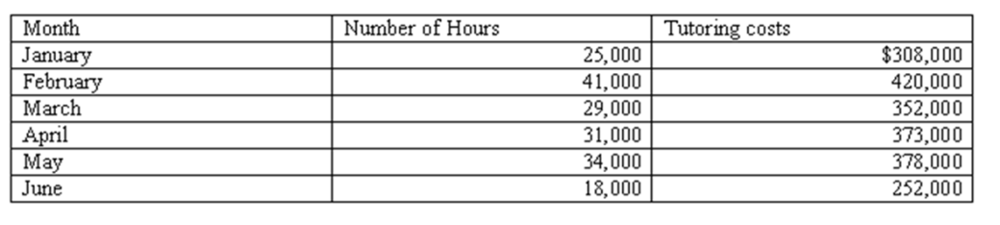 Month Number of Hours Tutoring costs
January 25,000 $308,000
February 41,000 420,000
March 29,000 352,000
April 31,000 373,000
May 34,000 378,000
June 18,000 252,000